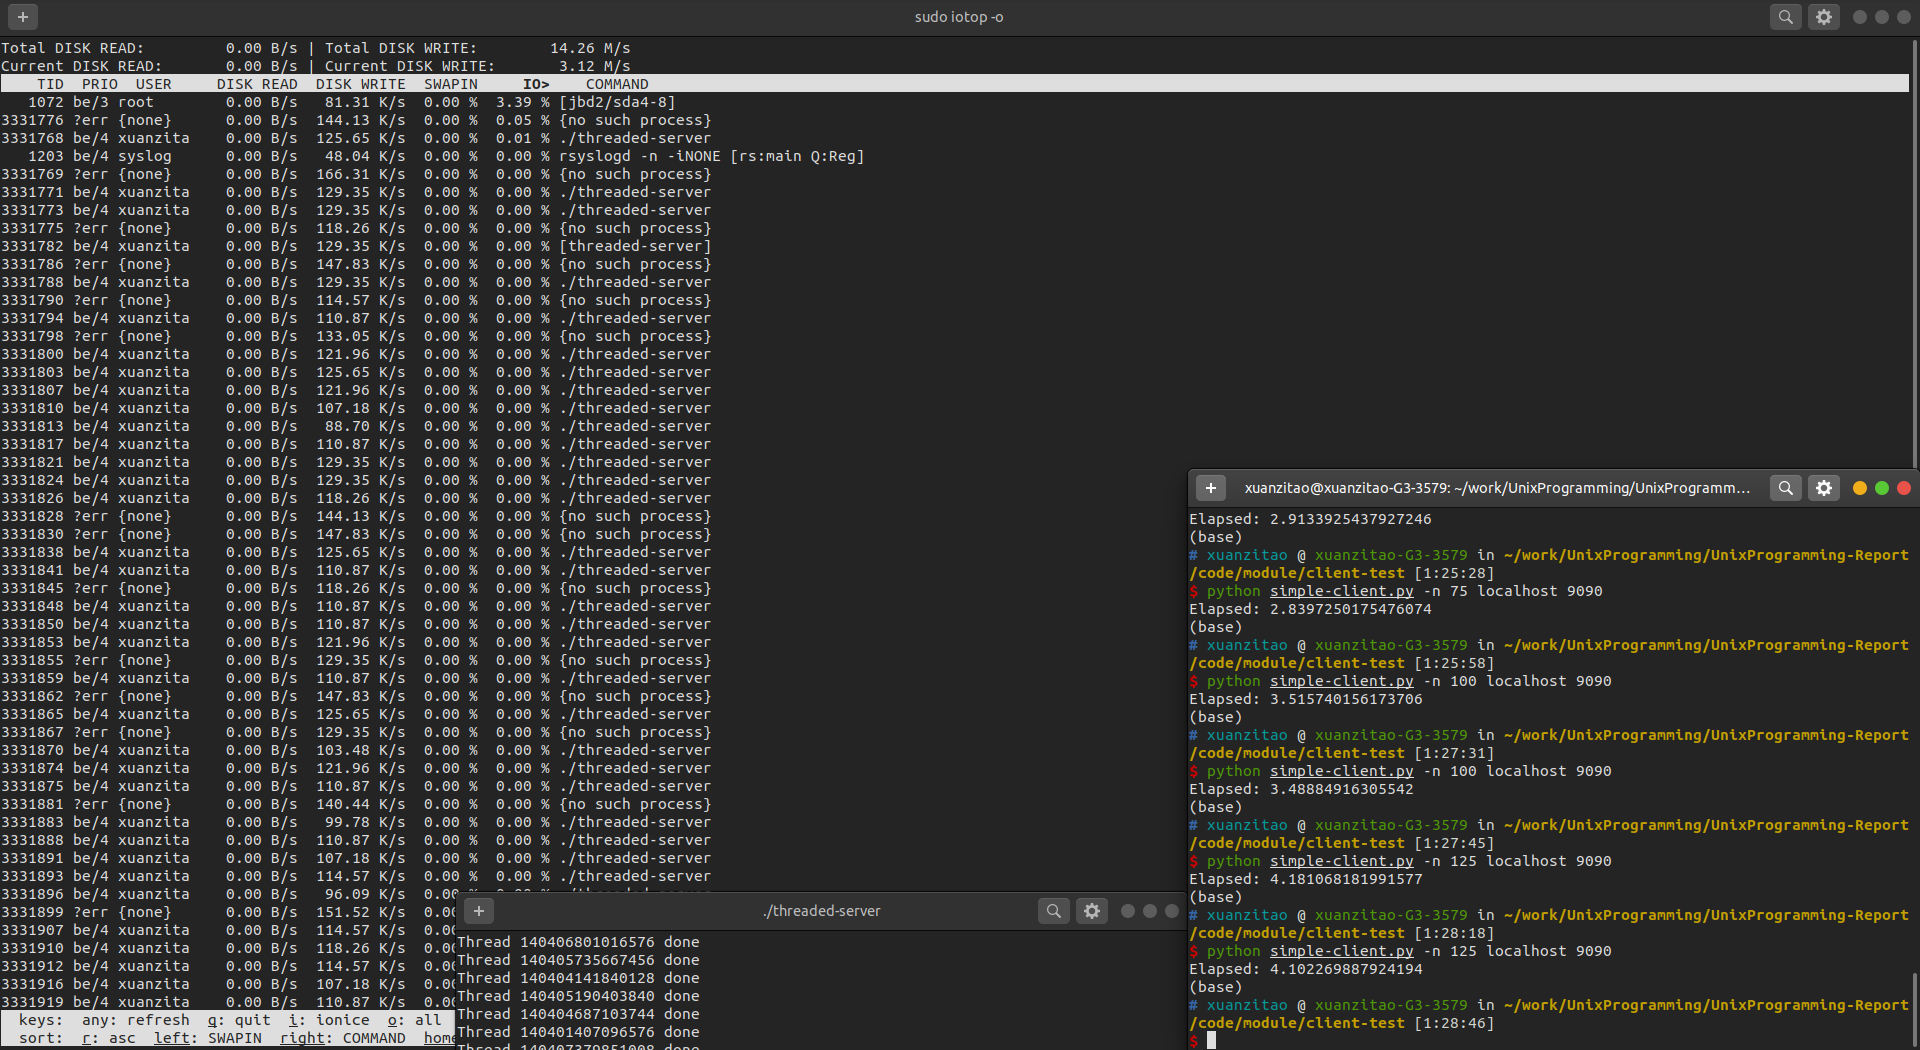 sudo iotop -o
Total DISK READ:         0.00 B/s | Total DISK WRITE:        14.26 M/s
Current DISK READ:         0.00 B/s | Current DISK WRITE:       3.12 M/s
TID  PRIO  USER     DISK READ  DISK WRITE  SWAPIN     IO>    COMMAND
1072 be/3 root        0.00 B/s   81.31 K/s  0.00 %  3.39 % [jbd2/sda4-8]
3331776 ?err {none}      0.00 B/s  144.13 K/s  0.00 %  0.05 % {no such process}
3331768 be/4 xuanzita    0.00 B/s  125.65 K/s  0.00 %  0.01 % ./threaded-server
1203 be/4 syslog      0.00 B/s   48.04 K/s  0.00 %  0.00 % rsyslogd -n -iNONE [rs:main Q:Reg]
3331769 ?err {none}      0.00 B/s  166.31 K/s  0.00 %  0.00 % {no such process}
3331771 be/4 xuanzita    0.00 B/s  129.35 K/s  0.00 %  0.00 % ./threaded-server
3331773 be/4 xuanzita    0.00 B/s  129.35 K/s  0.00 %  0.00 % ./threaded-server
3331775 ?err {none}      0.00 B/s  118.26 K/s  0.00 %  0.00 % {no such process}
3331782 be/4 xuanzita    0.00 B/s  129.35 K/s  0.00 %  0.00 % [threaded-server]
3331786 ?err {none}      0.00 B/s  147.83 K/s  0.00 %  0.00 % {no such process}
3331788 be/4 xuanzita    0.00 B/s  129.35 K/s  0.00 %  0.00 % ./threaded-server
3331790 ?err {none}      0.00 B/s  114.57 K/s  0.00 %  0.00 % {no such process}
3331794 be/4 xuanzita    0.00 B/s  110.87 K/s  0.00 %  0.00 % ./threaded-server
3331798 ?err {none}      0.00 B/s  133.05 K/s  0.00 %  0.00 % {no such process}
3331800 be/4 xuanzita    0.00 B/s  121.96 K/s  0.00 %  0.00 % ./threaded-server
3331803 be/4 xuanzita    0.00 B/s  125.65 K/s  0.00 %  0.00 % ./threaded-server
3331807 be/4 xuanzita    0.00 B/s  121.96 K/s  0.00 %  0.00 % ./threaded-server
3331810 be/4 xuanzita    0.00 B/s  107.18 K/s  0.00 %  0.00 % ./threaded-server
3331813 be/4 xuanzita    0.00 B/s   88.70 K/s  0.00 %  0.00 % ./threaded-server
3331817 be/4 xuanzita    0.00 B/s  110.87 K/s  0.00 %  0.00 % ./threaded-server
3331821 be/4 xuanzita    0.00 B/s  129.35 K/s  0.00 %  0.00 % ./threaded-server
3331824 be/4 xuanzita    0.00 B/s  129.35 K/s  0.00 %  0.00 % ./threaded-server
3331826 be/4 xuanzita    0.00 B/s  118.26 K/s  0.00 %  0.00 % ./threaded-server
3331828 ?err {none}      0.00 B/s  144.13 K/s  0.00 %  0.00 % {no such process}
3331830 ?err {none}      0.00 B/s  147.83 K/s  0.00 %  0.00 % {no such process}
3331838 be/4 xuanzita    0.00 B/s  125.65 K/s  0.00 %  0.00 % ./threaded-server
3331841 be/4 xuanzita    0.00 B/s  110.87 K/s  0.00 %  0.00 % ./threaded-server
3331845 ?err {none}      0.00 B/s  118.26 K/s  0.00 %  0.00 % {no such process}
3331848 be/4 xuanzita    0.00 B/s  110.87 K/s  0.00 %  0.00 % ./threaded-server
3331850 be/4 xuanzita    0.00 B/s  110.87 K/s  0.00 %  0.00 % ./threaded-server
3331853 be/4 xuanzita    0.00 B/s  121.96 K/s  0.00 %  0.00 % ./threaded-server
3331855 ?err {none}      0.00 B/s  129.35 K/s  0.00 %  0.00 % {no such process}
3331859 be/4 xuanzita    0.00 B/s  110.87 K/s  0.00 %  0.00 % ./threaded-server
3331862 ?err {none}      0.00 B/s  147.83 K/s  0.00 %  0.00 % {no such process}
3331865 be/4 xuanzita    0.00 B/s  125.65 K/s  0.00 %  0.00 % ./threaded-server
3331867 ?err {none}      0.00 B/s  129.35 K/s  0.00 %  0.00 % {no such process}
3331870 be/4 xuanzita    0.00 B/s  103.48 K/s  0.00 %  0.00 % ./threaded-server
3331874 be/4 xuanzita    0.00 B/s  121.96 K/s  0.00 %  0.00 % ./threaded-server
3331875 be/4 xuanzita    0.00 B/s  110.87 K/s  0.00 %  0.00 % ./threaded-server
3331881 ?err {none}      0.00 B/s  140.44 K/s  0.00 %  0.00 % {no such process}
3331883 be/4 xuanzita    0.00 B/s   99.78 K/s  0.00 %  0.00 % ./threaded-server
3331888 be/4 xuanzita    0.00 B/s  110.87 K/s  0.00 %  0.00 % ./threaded-server
3331891 be/4 xuanzita    0.00 B/s  107.18 K/s  0.00 %  0.00 % ./threaded-server
3331893 be/4 xuanzita    0.00 B/s  114.57 K/s  0.00 %  0.00 % ./threaded-server
3331896 be/4 xuanzita    0.00 B/s   96.09 K/s  0.00
3331899 ?err {none}      0.00 B/s  151.52 K/s  0.00
3331907 be/4 xuanzita    0.00 B/s  114.57 K/s  0.00
3331910 be/4 xuanzita    0.00 B/s  118.26 K/s  0.00
3331912 be/4 xuanzita    0.00 B/s  114.57 K/s  0.00
3331916 be/4 xuanzita    0.00 B/s  107.18 K/s  0.00
3331919 be/4 xuanzita    0.00 B/s  110.87 K/s  0.00
keys:  any: refresh  q: quit  i: ionice  o: all
sort:  r: asc  left: SWAPIN  right: COMMAND  home
./threaded-server
Thread 140406801016576 done
Thread 140405735667456 done
Thread 140404141840128 done
Thread 140405190403840 done
Thread 140404687103744 done
Thread 140401407096576 done
Thread 140407379851008 done
xuanzitao@xuanzitao-G3-3579: ~/work/UnixProgramming/UnixProgramm...
Elapsed: 2.9133925437927246
(base)
# xuanzitao @ xuanzitao-G3-3579 in ~/work/UnixProgramming/UnixProgramming-Report
/code/module/client-test [1:25:28]
$ python simple-client.py -n 75 localhost 9090
Elapsed: 2.8397250175476074
(base)
# xuanzitao @ xuanzitao-G3-3579 in ~/work/UnixProgramming/UnixProgramming-Report
/code/module/client-test [1:25:58]
$ python simple-client.py -n 100 localhost 9090
Elapsed: 3.515740156173706
(base)
# xuanzitao @ xuanzitao-G3-3579 in ~/work/UnixProgramming/UnixProgramming-Report
/code/module/client-test [1:27:31]
$ python simple-client.py -n 100 localhost 9090
Elapsed: 3.48884916305542
(base)
# xuanzitao @ xuanzitao-G3-3579 in ~/work/UnixProgramming/UnixProgramming-Report
/code/module/client-test [1:27:45]
$ python simple-client.py -n 125 localhost 9090
Elapsed: 4.181068181991577
(base)
# xuanzitao @ xuanzitao-G3-3579 in ~/work/UnixProgramming/UnixProgramming-Report
/code/module/client-test [1:28:18]
$ python simple-client.py -n 125 localhost 9090
Elapsed: 4.102269887924194
(base)
# xuanzitao @ xuanzitao-G3-3579 in ~/work/UnixProgramming/UnixProgramming-Report
/code/module/client-test [1:28:46]
$